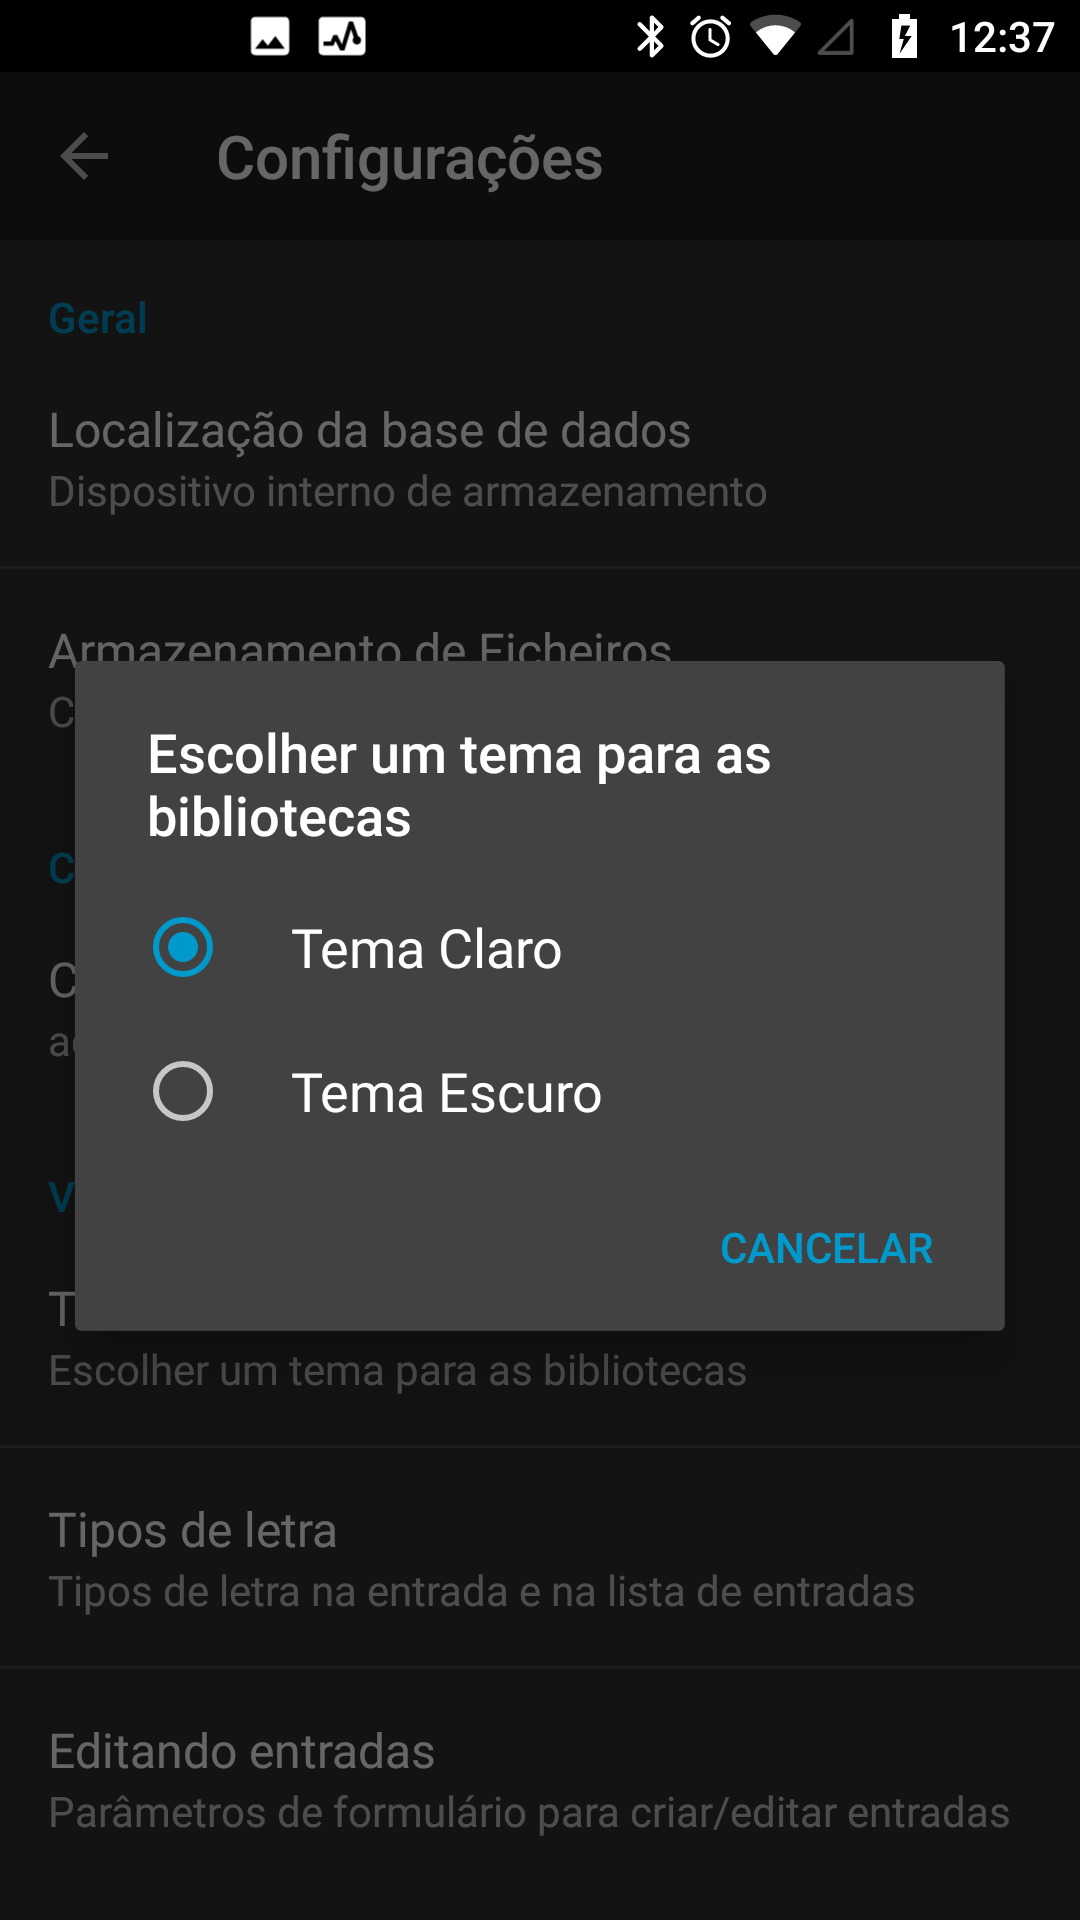 12:37
Configurações
Geral
Localização da base de dados
Dispositivo interno de armazenamento
Armazenamento de Ficheiros
Escolher um tema para as
bibliotecas
Tema Claro
Tema Escuro
CANCELAR
Escolher um tema para as bibliotecas
Tipos de letra
Tipos de letra na entrada e na lista de entradas
Editando entradas
Parâmetros de formulário para criar/editar entradas